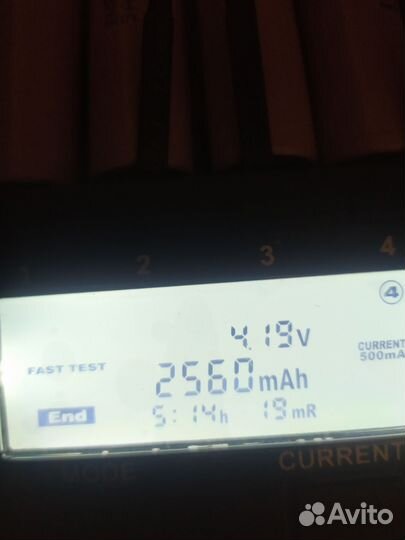 1 2 3 4
4
4.19v
FAST TEST
CURRENT
500mA
2560mAh
End
5:14h 19mR
MODE
CURRENT
Avito